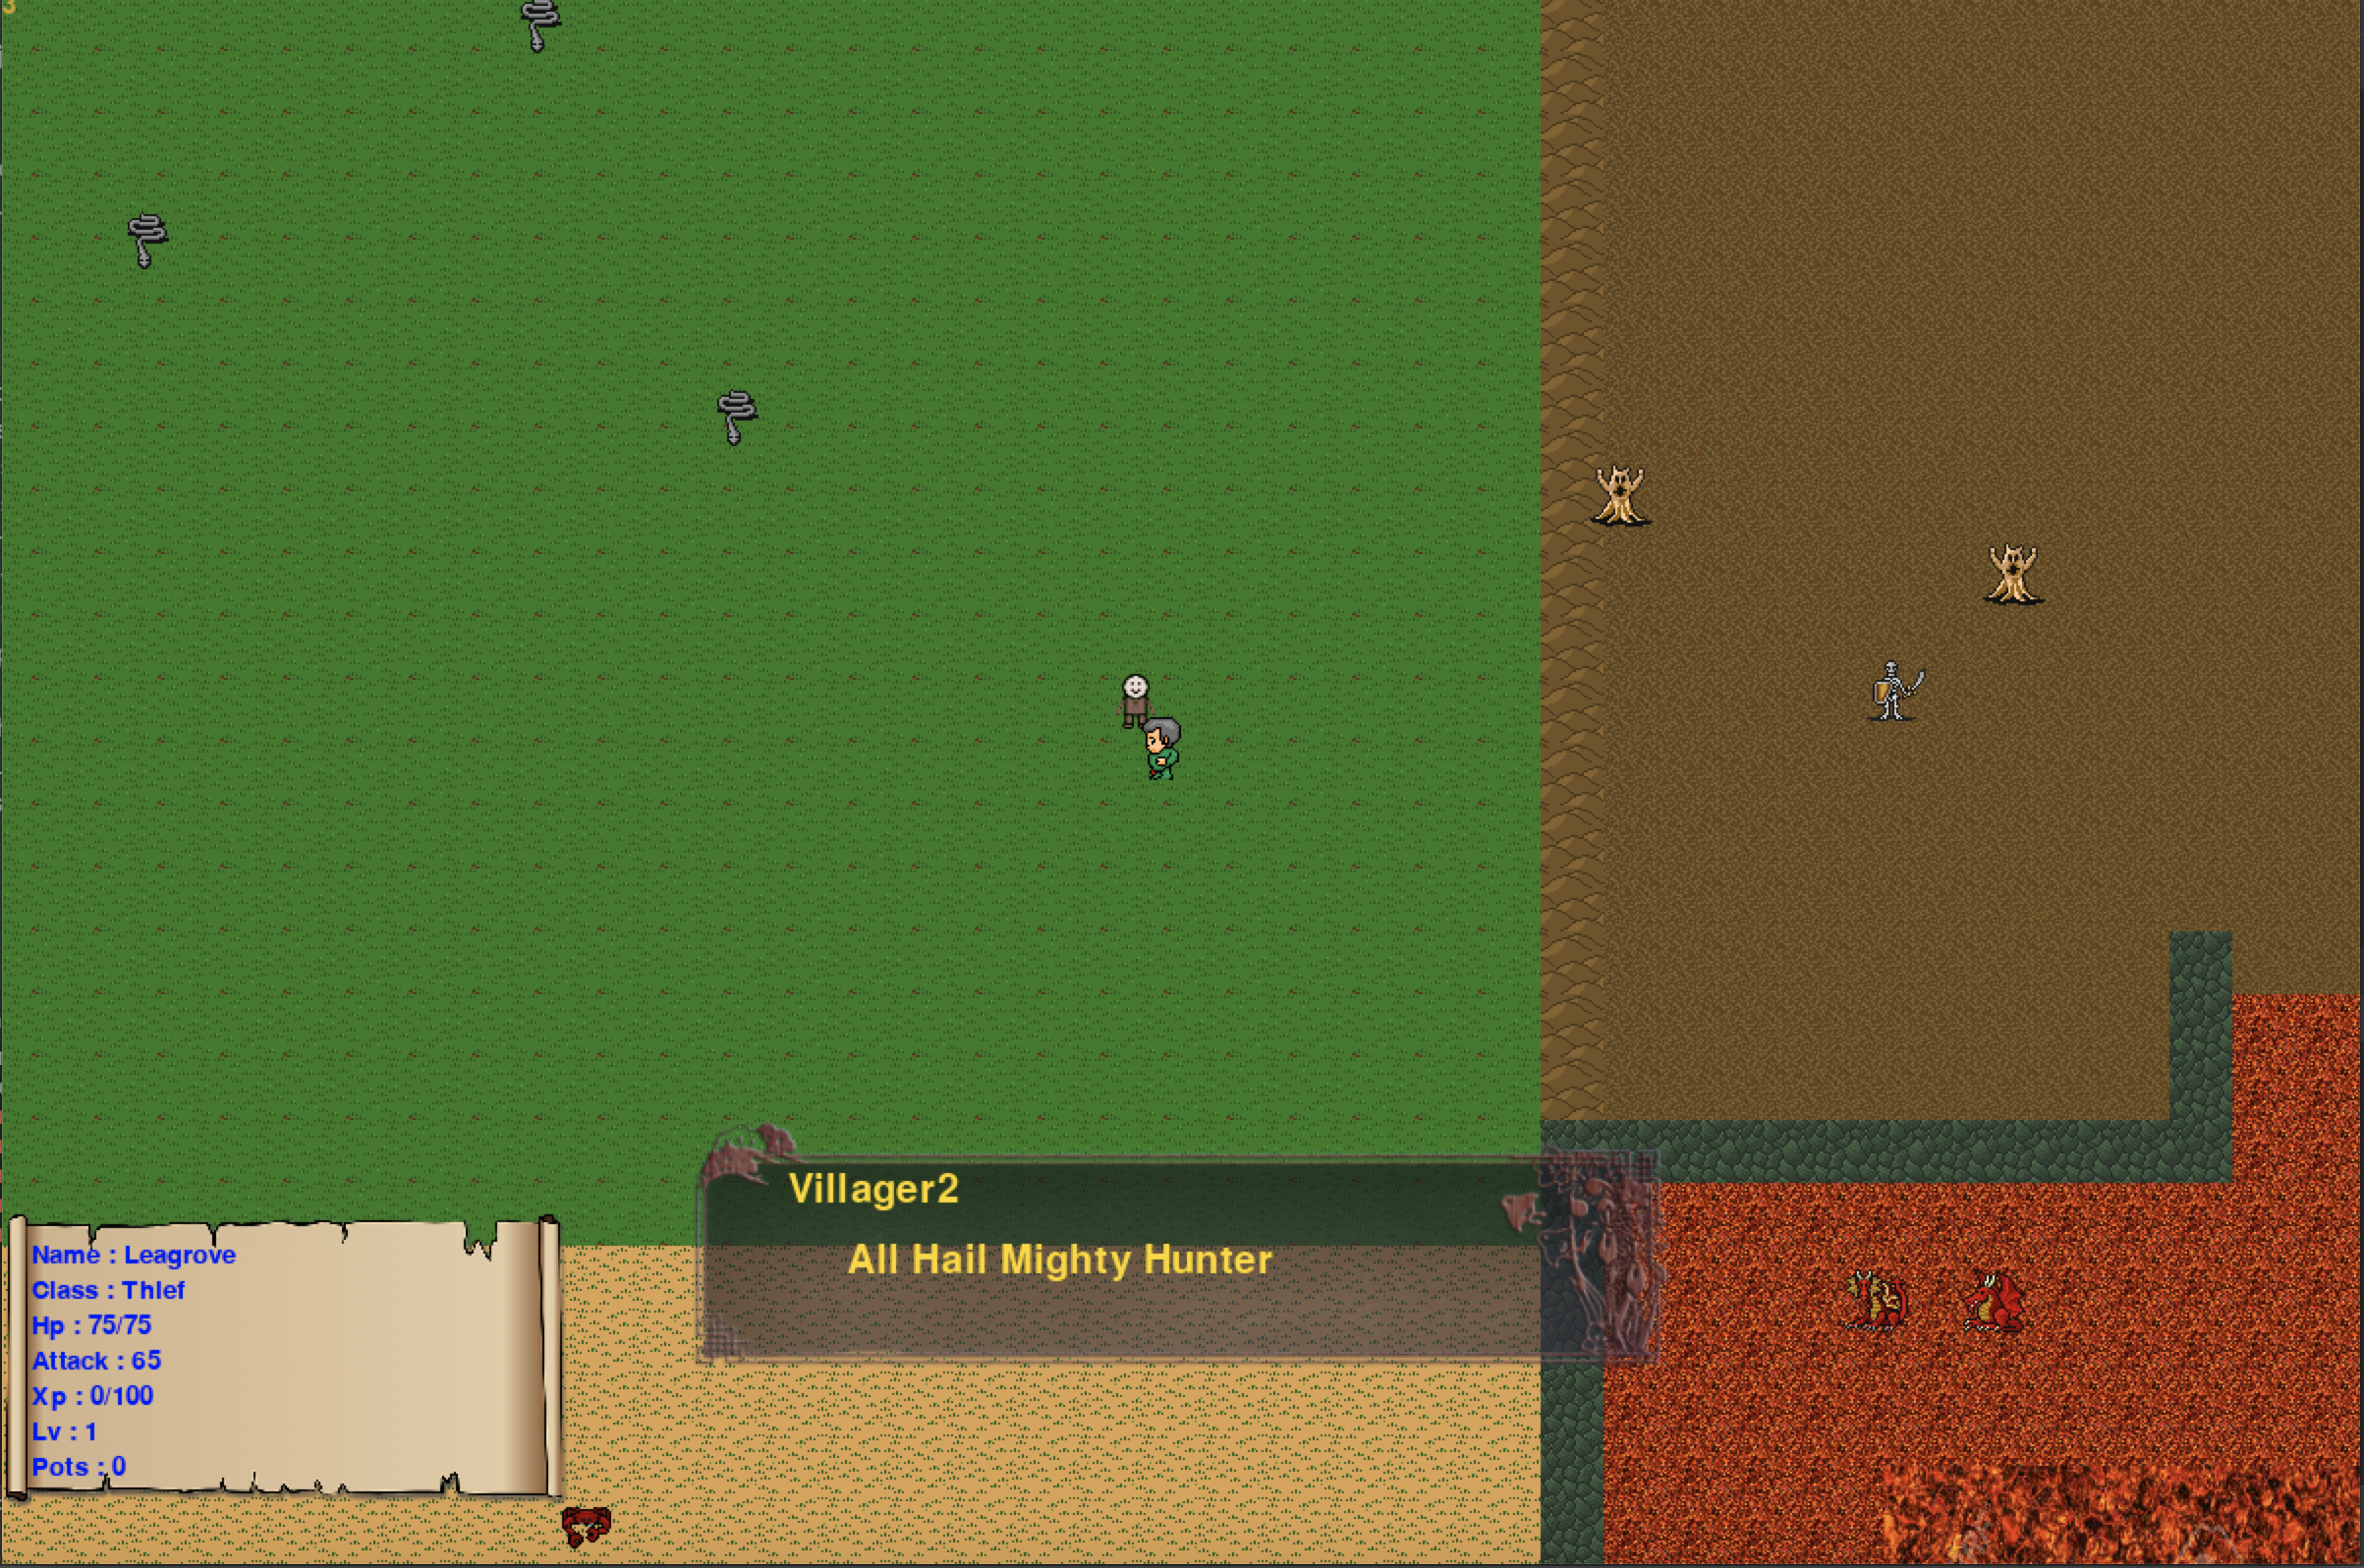 3
Villager2
All Hail Mighty Hunter
Name : Leagrove
Class : Thief
Hp : 75/75
Attack : 65
Xp : 0/100
Lv : 1
Pots : 0